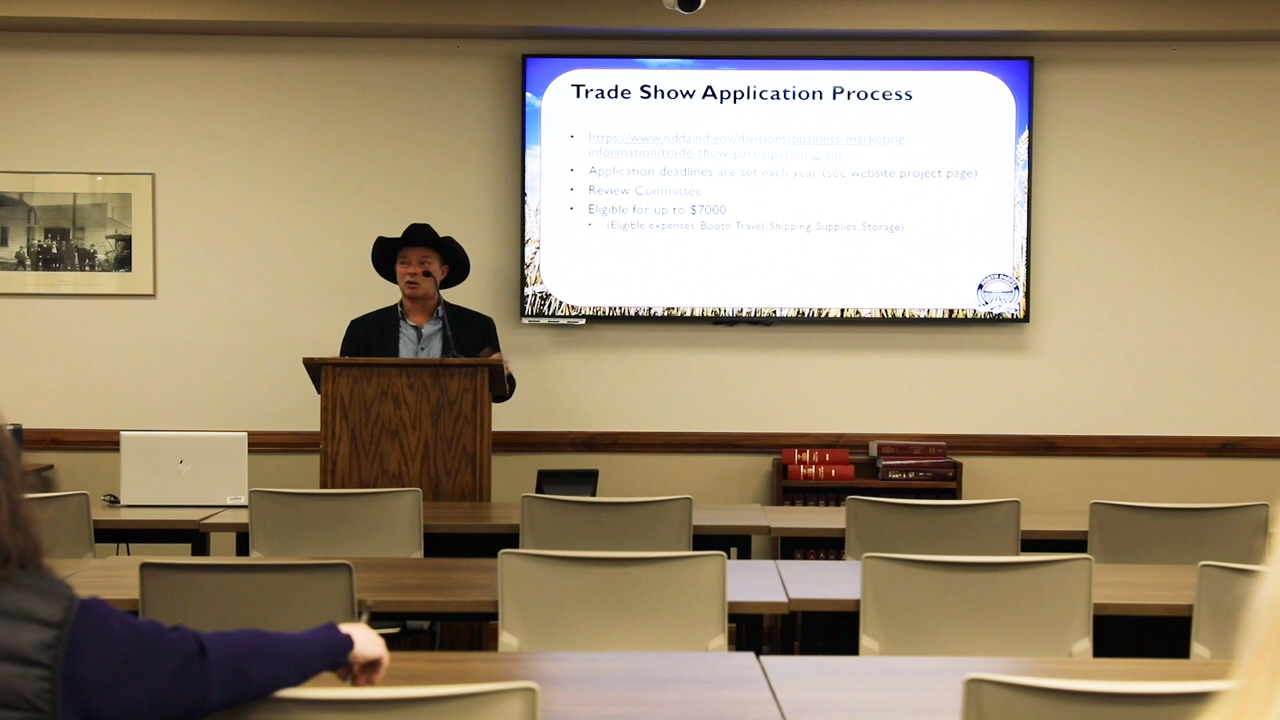 Trade Show Application Process
https://www.ndda.nd.gov/divisions/business-marketing-
information/trade-show-participation-grant
Application deadlines are set each year (see website project page)
Review Committee
Eligible for up to $7000
(Eligible expenses: Booth, Travel, Shipping, Supplies, Storage)
hp